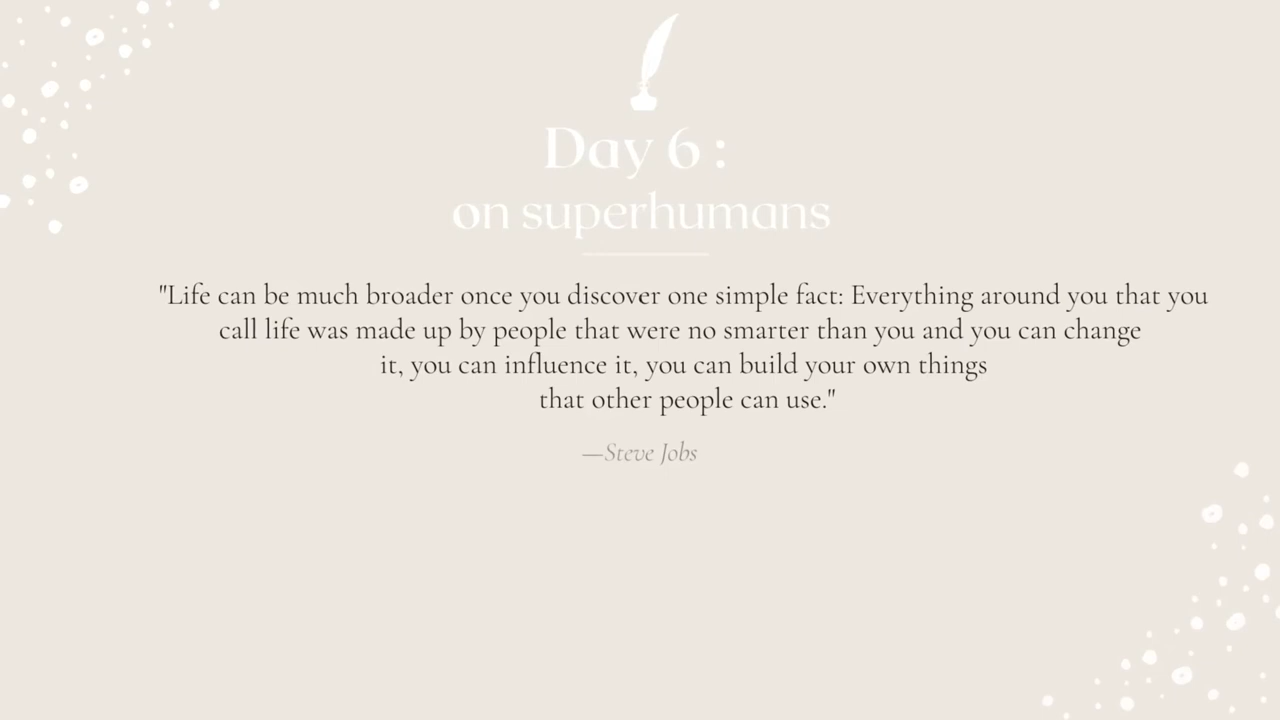 Day 6 :
on superhumans
"Life can be much broader once you discover one simple fact: Everything around you that you
call life was made up by people that were no smarter than you and you can change
it, you can influence it, you can build your own things
that other people can use."
—Steve Jobs